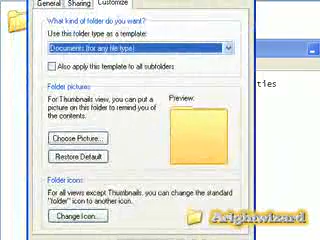 General Sharing Customize
What kind of folder do you want?
Use this folder type as a template:
Documents (for any file type)
Also apply this template to all subfolders
Folder pictures
For Thumbnails view, you can put a
picture on this folder to remind you of
the contents.
Preview:
Choose Picture...
Restore Default
Folder icons
For all views except Thumbnails, you can change the standard
"folder" icon to another icon.
Change Icon...
ties